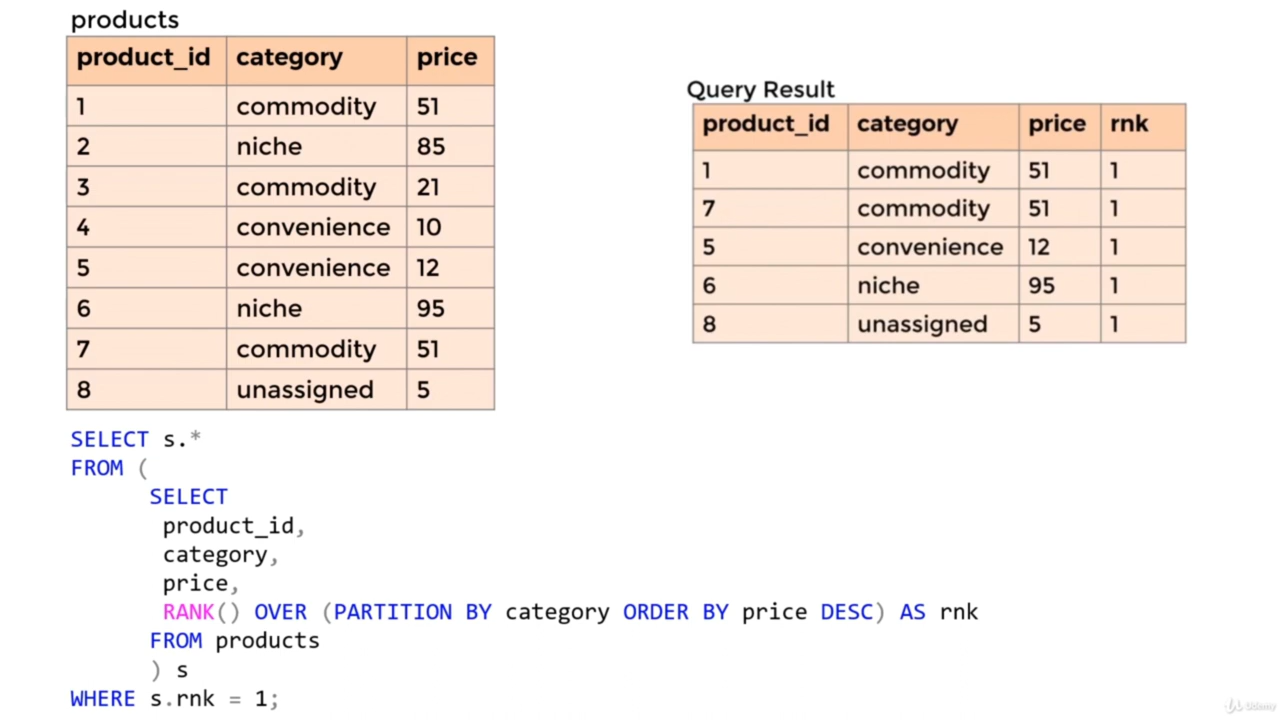 products
product_id category price
1 commodity 51
2 niche 85
3 commodity 21
4 convenience 10
5 convenience 12
6 niche 95
7 commodity 51
8 unassigned 5
Query Result
product_id category price rnk
1 commodity 51 1
7 commodity 51 1
5 convenience 12 1
6 niche 95 1
8 unassigned 5 1
SELECT s.*
FROM (
SELECT
product_id,
category,
price,
RANK() OVER (PARTITION BY category ORDER BY price DESC) AS rnk
FROM products
) s
WHERE s.rnk = 1;
Udemy